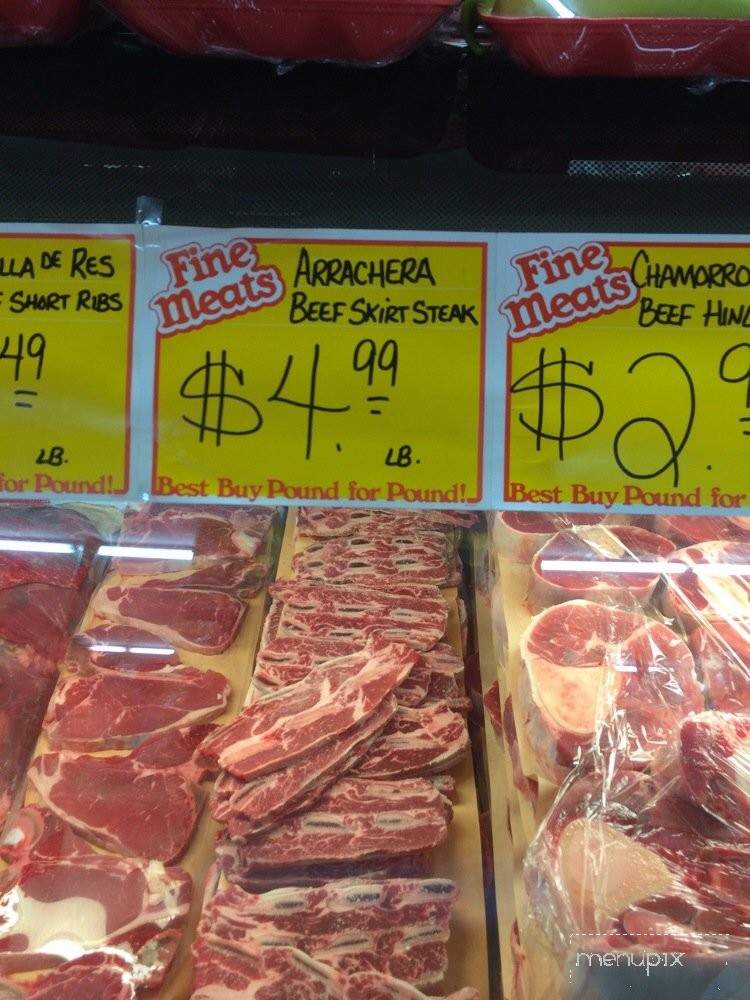 LLA DE RES
SHORT RIBS
49
LB.
for Pound!
Fine
Meats
ARRACHERA
BEEF SKIRT STEAK
$4.99
LB.
Best Buy Pound for Pound!
Fine
Meats
CHAMORRO
BEEF HIN
$2.9
Best Buy Pound for
menupix